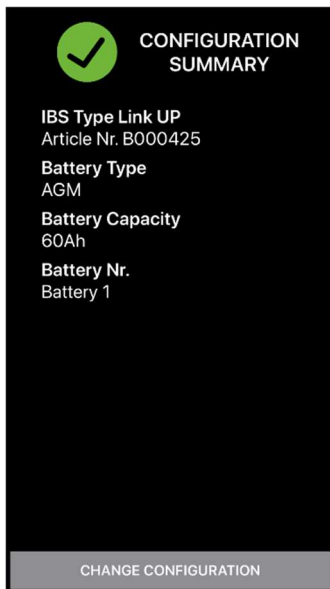 CONFIGURATION
SUMMARY
IBS Type Link UP
Article Nr. B000425
Battery Type
AGM
Battery Capacity
60Ah
Battery Nr.
Battery 1
CHANGE CONFIGURATION